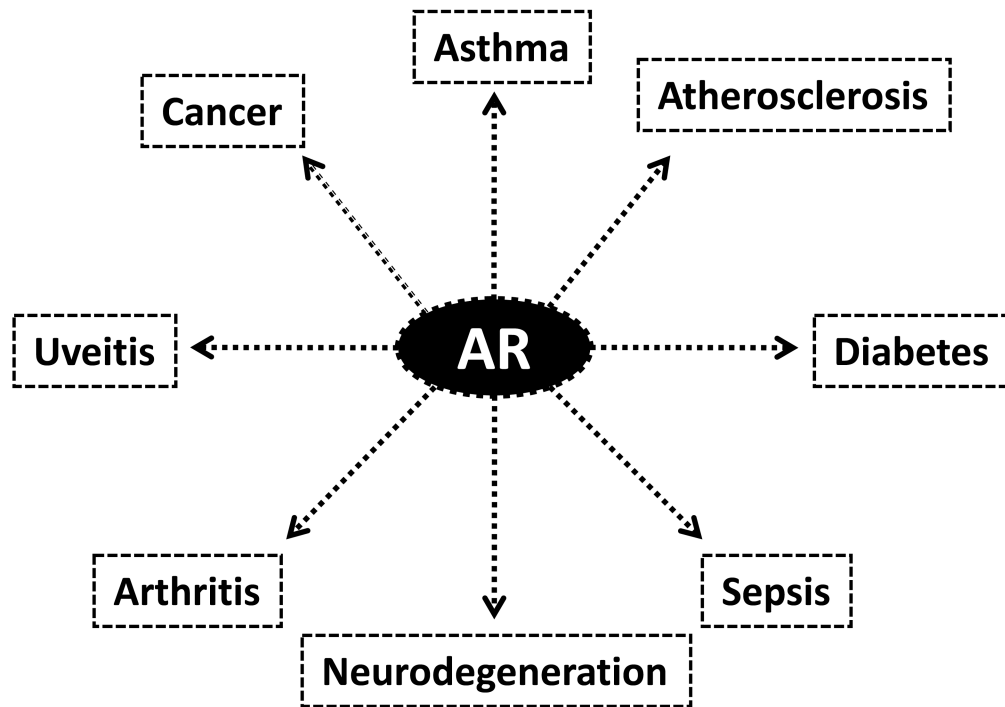 Asthma
Atherosclerosis
Cancer
AR
Uveitis
Diabetes
Arthritis
Sepsis
Neurodegeneration